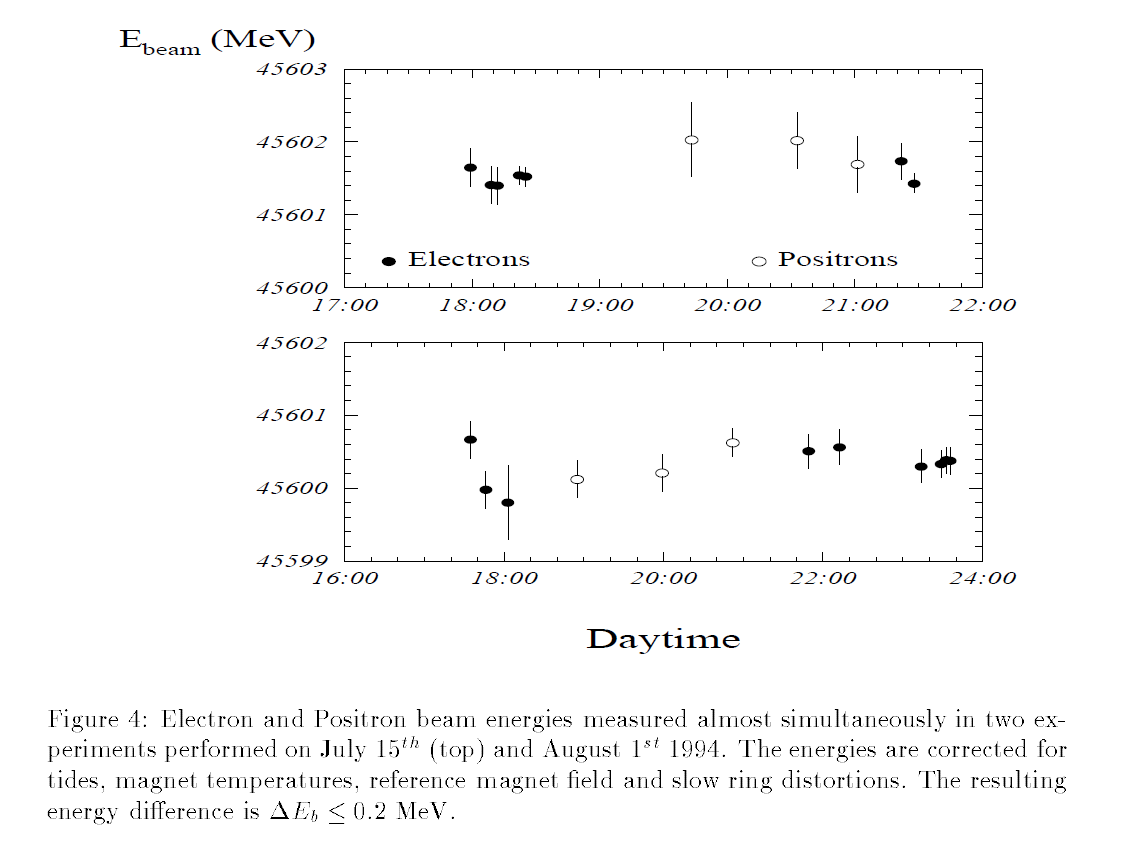 E_beam (MeV)
45603
45602
45601
45600
Electrons
Positrons
17:00 18:00 19:00 20:00 21:00 22:00
45602
45601
45600
45599
16:00 18:00 20:00 22:00 24:00
Daytime
Figure 4: Electron and Positron beam energies measured almost simultaneously in two ex-
periments performed on July 15^th (top) and August 1^st 1994. The energies are corrected for
tides, magnet temperatures, reference magnet field and slow ring distortions. The resulting
energy difference is ΔE_b ≤ 0.2 MeV.